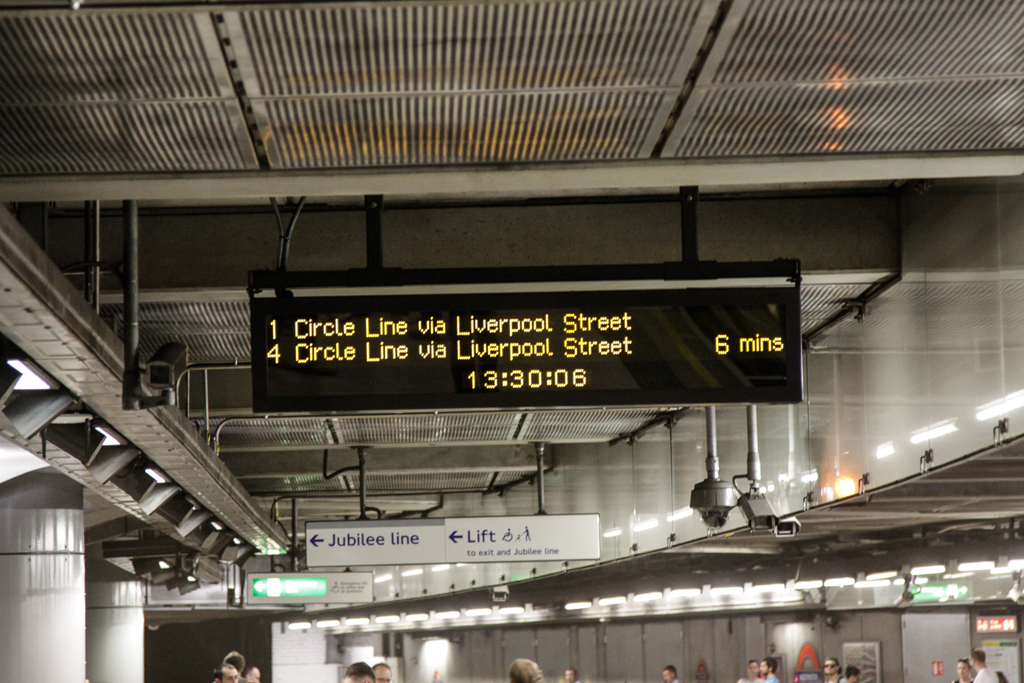 1 Circle Line via Liverpool Street
4 Circle Line via Liverpool Street 6 mins
13:30:06
← Jubilee line
← Lift
to exit and Jubilee line